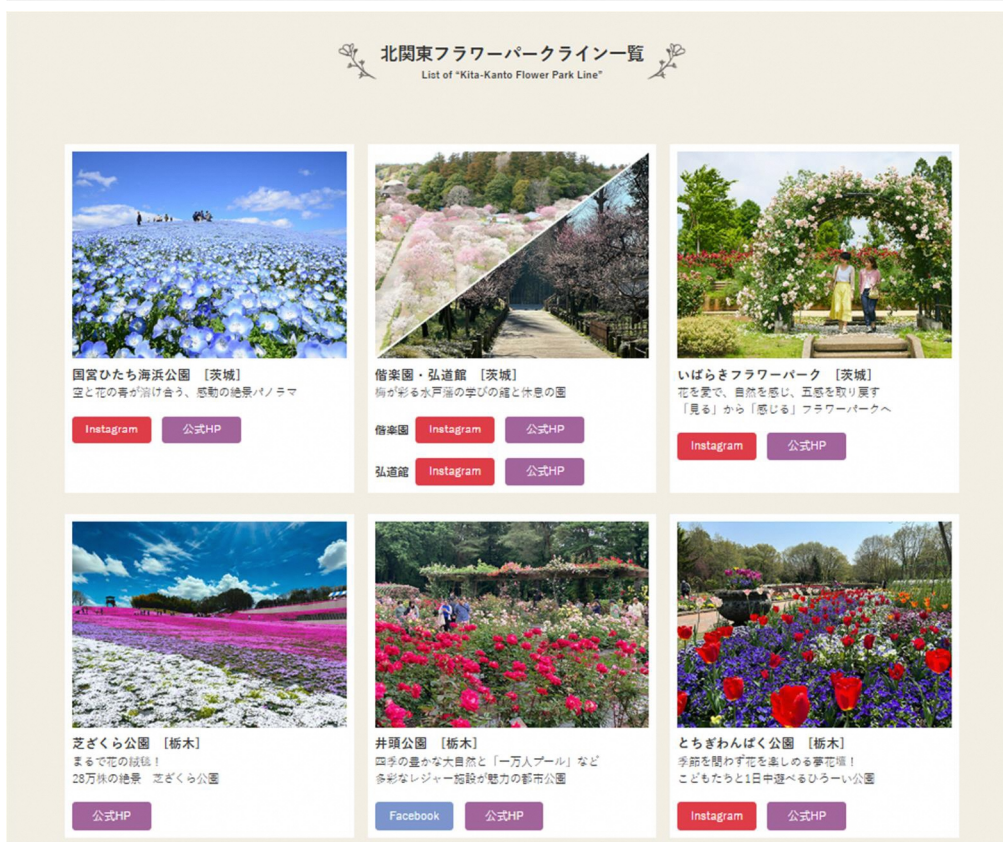 北関東フラワーパークライン一覧
List of “Kita-Kanto Flower Park Line”
国営ひたち海浜公園　[茨城]
空と花の青が溶け合う、感動の絶景パノラマ
Instagram　公式HP
偕楽園・弘道館　[茨城]
梅が彩る水戸藩の学びの館と休息の園
偕楽園　Instagram　公式HP
弘道館　Instagram　公式HP
いばらきフラワーパーク　[茨城]
花を愛で、自然を感じ、五感を取り戻す
「見る」から「感じる」フラワーパークへ
Instagram　公式HP
芝ざくら公園　[栃木]
まるで花の絨毯！
28万株の絶景　芝ざくら公園
公式HP
井頭公園　[栃木]
四季の豊かな大自然と「一万人プール」など
多彩なレジャー施設が魅力の都市公園
Facebook　公式HP
とちぎわんぱく公園　[栃木]
季節を問わず花を楽しめる夢花壇！
こどもたちと1日中遊べるひろーい公園
Instagram　公式HP